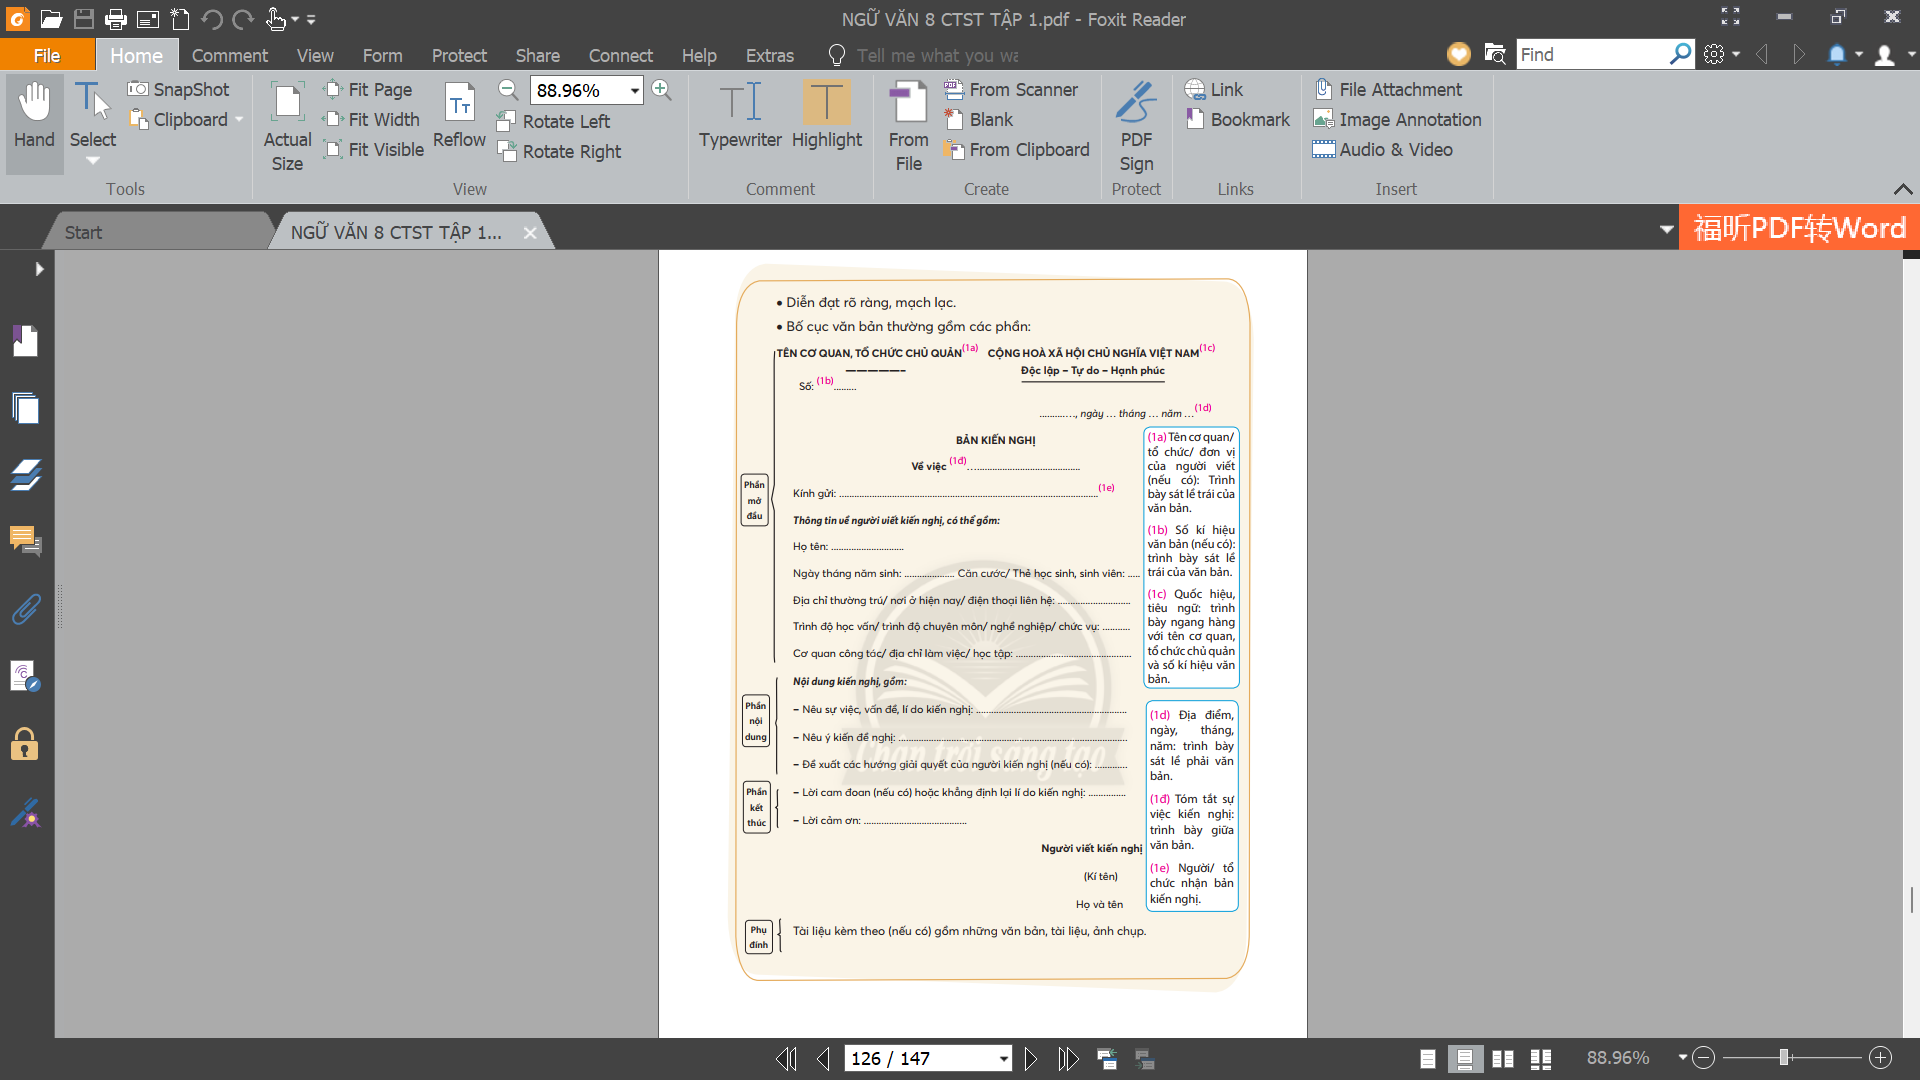 NGỮ VĂN 8 CTST TẬP 1.pdf - Foxit Reader
File Home Comment View Form Protect Share Connect Help Extras Tell me what you wa Find
Hand
Select
SnapShot
Clipboard
Tools
Actual Size
Fit Page
Fit Width
Fit Visible
Reflow
88.96%
Rotate Left
Rotate Right
View
Typewriter
Highlight
Comment
From File
From Scanner
Blank
From Clipboard
Create
PDF Sign
Protect
Link
Bookmark
Links
File Attachment
Image Annotation
Audio & Video
Insert
Start
NGỮ VĂN 8 CTST TẬP 1...
福昕PDF转Word
• Diễn đạt rõ ràng, mạch lạc.
• Bố cục văn bản thường gồm các phần:
TÊN CƠ QUAN, TỔ CHỨC CHỦ QUẢN(1a) CỘNG HOÀ XÃ HỘI CHỦ NGHĨA VIỆT NAM(1c)
Độc lập – Tự do – Hạnh phúc
Số: (1b).........
............., ngày ... tháng ... năm ...(1d)
BẢN KIẾN NGHỊ
Về việc (1đ)............................................
Phần
mở
đầu
Kính gửi: ..........................................................................................(1e)
Thông tin về người viết kiến nghị, có thể gồm:
Họ tên: .............................
Ngày tháng năm sinh: .................... Căn cước/ Thẻ học sinh, sinh viên: .....
Địa chỉ thường trú/ nơi ở hiện nay/ điện thoại liên hệ: .............................
Trình độ học vấn/ trình độ chuyên môn/ nghề nghiệp/ chức vụ: ...........
Cơ quan công tác/ địa chỉ làm việc/ học tập: ..............................................
Phần
nội
dung
Nội dung kiến nghị, gồm:
– Nêu sự việc, vấn đề, lí do kiến nghị: ............................................................
– Nêu ý kiến đề nghị: ..........................................................................................
– Đề xuất các hướng giải quyết của người kiến nghị (nếu có): .............
Phần
kết
thúc
– Lời cam đoan (nếu có) hoặc khẳng định lại lí do kiến nghị: ...............
– Lời cảm ơn: .........................................
Người viết kiến nghị
(Kí tên)
Họ và tên
Phụ
đính
Tài liệu kèm theo (nếu có) gồm những văn bản, tài liệu, ảnh chụp.
(1a) Tên cơ quan/
tổ chức/ đơn vị
của người viết
(nếu có): Trình
bày sát lề trái của
văn bản.
(1b) Số kí hiệu
văn bản (nếu có):
trình bày sát lề
trái của văn bản.
(1c) Quốc hiệu,
tiêu ngữ: trình
bày ngang hàng
với tên cơ quan,
tổ chức chủ quản
và số kí hiệu văn
bản.
(1d) Địa điểm,
ngày, tháng,
năm: trình bày
sát lề phải văn
bản.
(1đ) Tóm tắt sự
việc kiến nghị:
trình bày giữa
văn bản.
(1e) Người/ tổ
chức nhận bản
kiến nghị.
Chân trời sáng tạo
126 / 147
88.96%